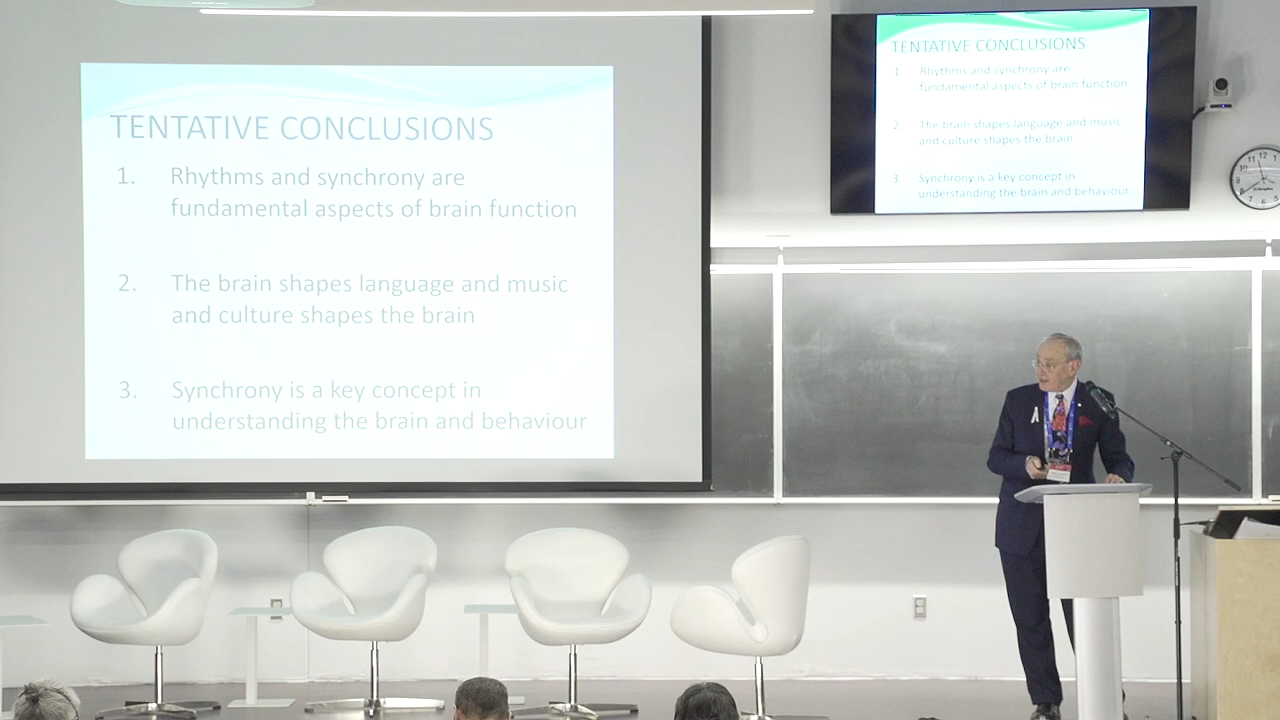 TENTATIVE CONCLUSIONS
1. Rhythms and synchrony are
fundamental aspects of brain function
2. The brain shapes language and music
and culture shapes the brain
3. Synchrony is a key concept in
understanding the brain and behaviour
TENTATIVE CONCLUSIONS
1. Rhythms and synchrony are
fundamental aspects of brain function
2. The brain shapes language and music
and culture shapes the brain
3. Synchrony is a key concept in
understanding the brain and behaviour